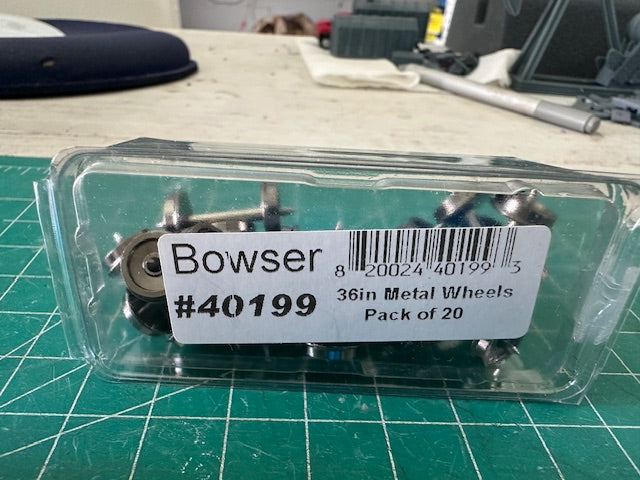 Bowser
#40199
8 20024 40199 3
36in Metal Wheels
Pack of 20